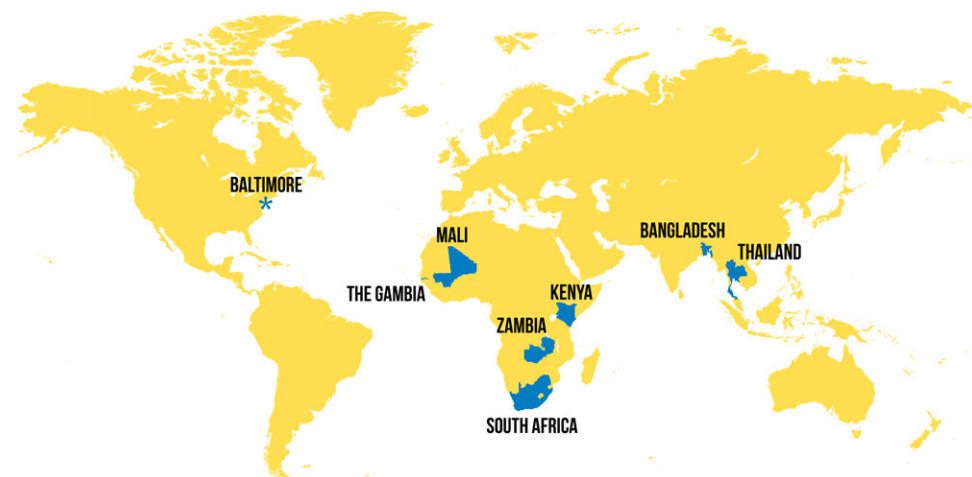 BALTIMORE
*
MALI
BANGLADESH
THAILAND
THE GAMBIA
KENYA
ZAMBIA
SOUTH AFRICA